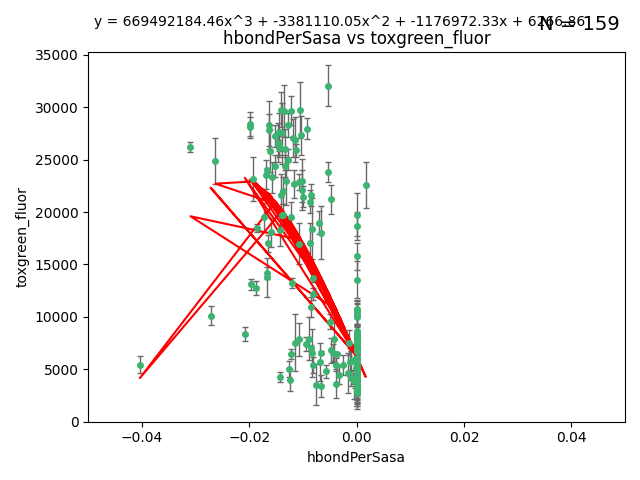 y = 669492184.46x^3 + -3381110.05x^2 + -1176972.33x + 6266.86
N = 159
hbondPerSasa vs toxgreen_fluor
35000
30000
25000
20000
15000
10000
5000
0
toxgreen_fluor
−0.04
−0.02
0.00
0.02
0.04
hbondPerSasa